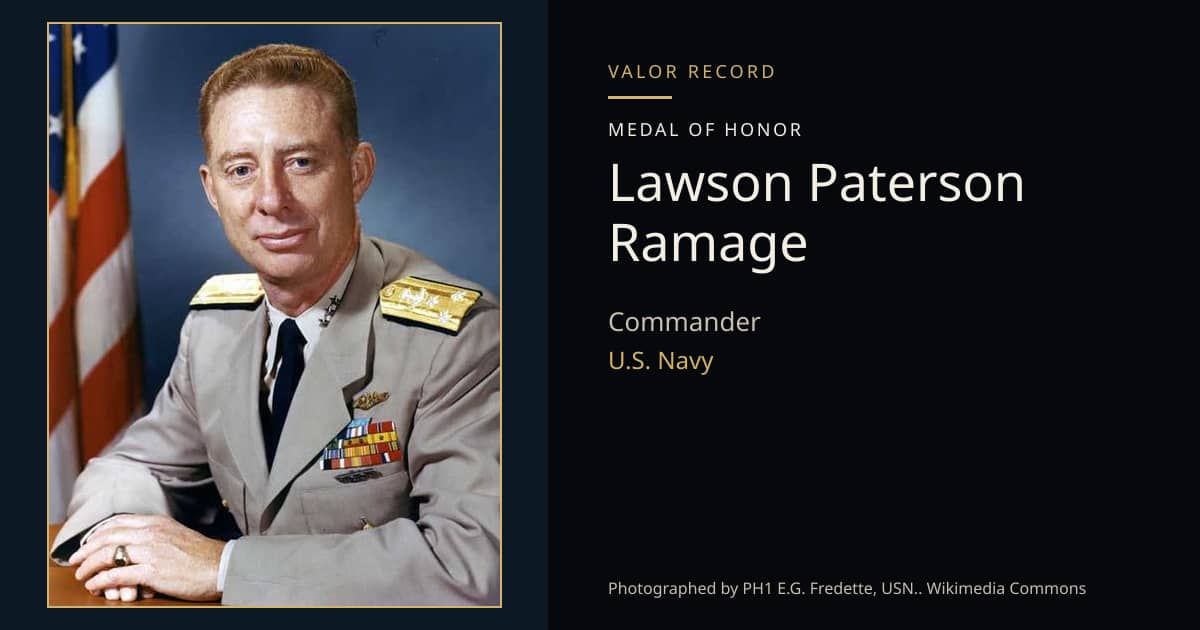 VALOR RECORD
MEDAL OF HONOR
Lawson Paterson
Ramage
Commander
U.S. Navy
Photographed by PH1 E.G. Fredette, USN.. Wikimedia Commons